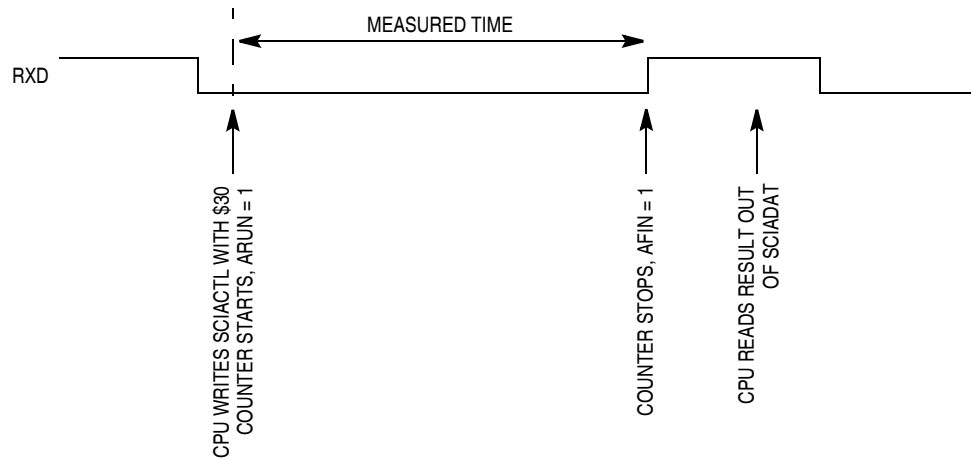 MEASURED TIME
RXD
CPU WRITES SCIACTL WITH $30
COUNTER STARTS, ARUN = 1
COUNTER STOPS, AFIN = 1
CPU READS RESULT OUT
OF SCIADAT